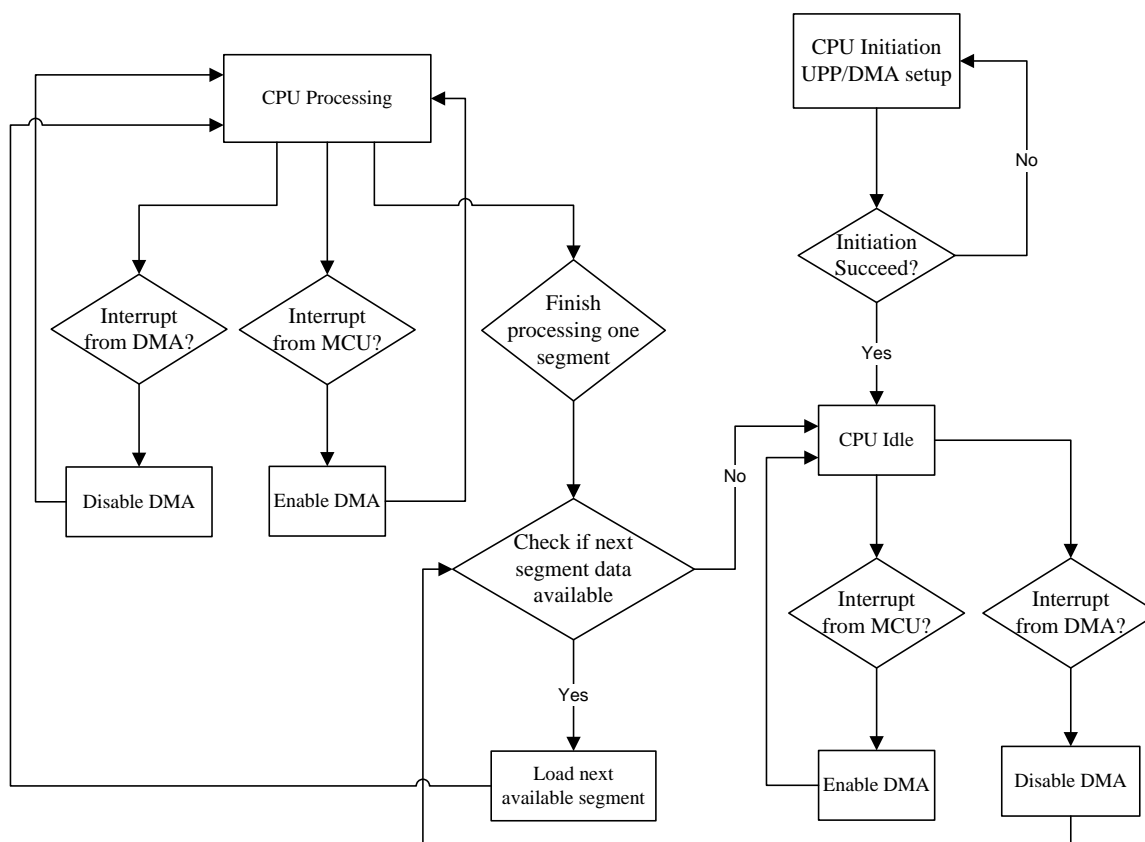 CPU Initiation
UPP/DMA setup
CPU Processing
No
Initiation
Succeed?
Interrupt
from DMA?
Interrupt
from MCU?
Finish
processing one
segment
Yes
CPU Idle
No
Disable DMA
Enable DMA
Check if next
segment data
available
Interrupt
from MCU?
Interrupt
from DMA?
Yes
Load next
available segment
Enable DMA
Disable DMA